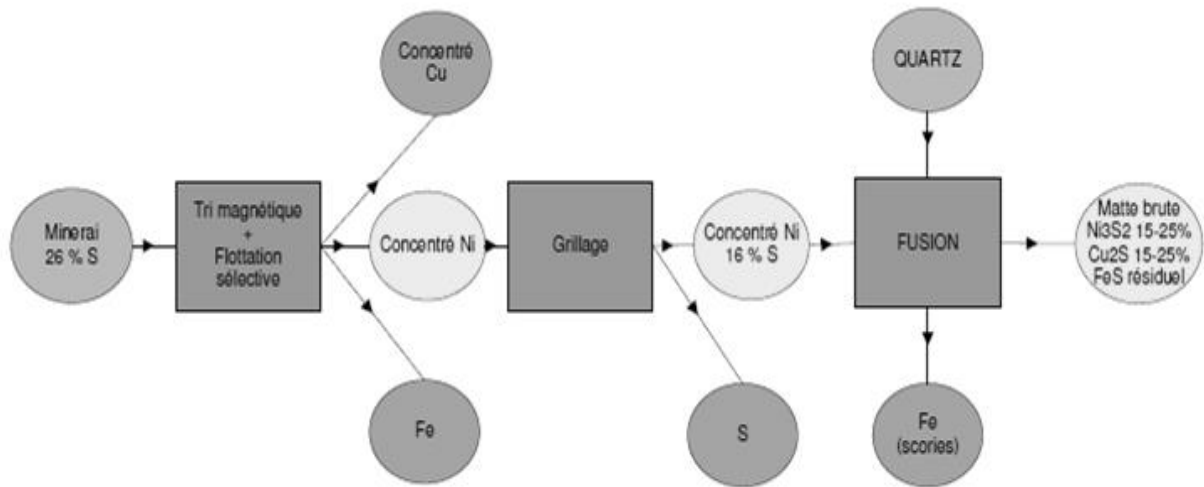 Concentré
Cu
QUARTZ
Minerai
26 % S
Tri magnétique
+
Flottation
sélective
Concentré Ni
Grillage
Concentré Ni
16 % S
FUSION
Matte brute
Ni3S2 15-25%
Cu2S 15-25%
FeS résiduel
Fe
S
Fe
(scories)